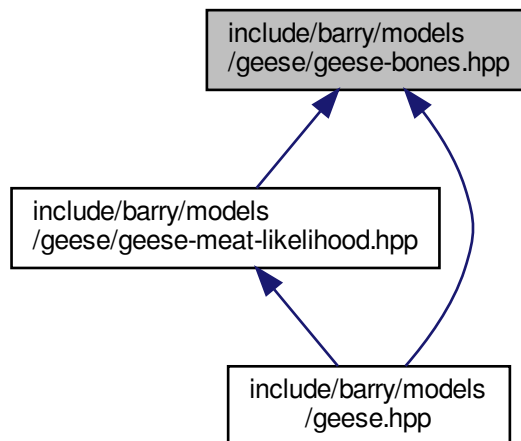 include/barry/models
/geese/geese-bones.hpp
include/barry/models
/geese/geese-meat-likelihood.hpp
include/barry/models
/geese.hpp